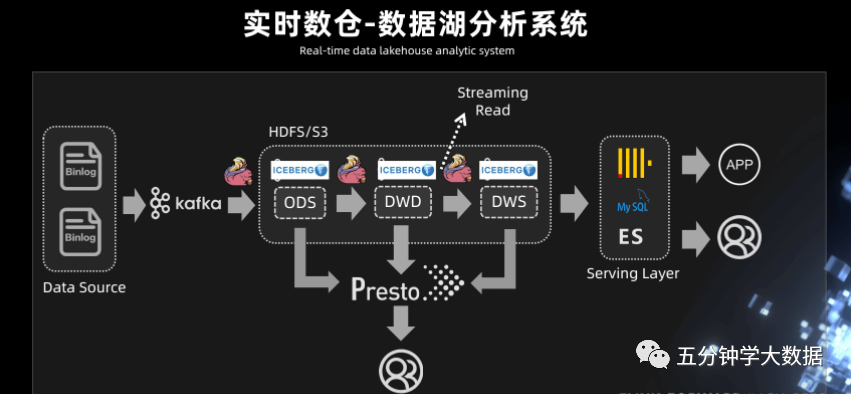 实时数仓-数据湖分析系统
Real-time data lakehouse analytic system
Streaming
Read
HDFS/S3
Binlog
Binlog
Data Source
kafka
ICEBERG
ICEBERG
ICEBERG
ODS
DWD
DWS
Presto
MySQL
ES
Serving Layer
APP
五分钟学大数据